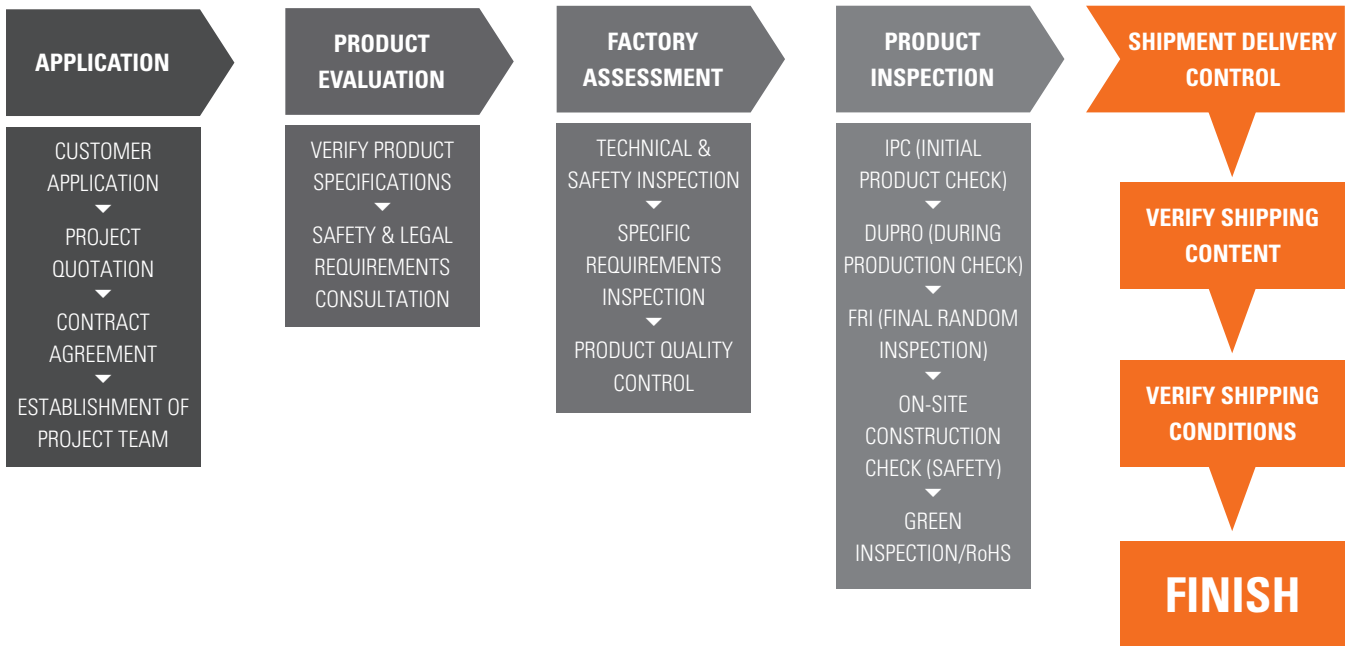 APPLICATION
CUSTOMER
APPLICATION
PROJECT
QUOTATION
CONTRACT
AGREEMENT
ESTABLISHMENT OF
PROJECT TEAM
PRODUCT
EVALUATION
VERIFY PRODUCT
SPECIFICATIONS
SAFETY & LEGAL
REQUIREMENTS
CONSULTATION
FACTORY
ASSESSMENT
TECHNICAL &
SAFETY INSPECTION
SPECIFIC
REQUIREMENTS
INSPECTION
PRODUCT QUALITY
CONTROL
PRODUCT
INSPECTION
IPC (INITIAL
PRODUCT CHECK)
DUPRO (DURING
PRODUCTION CHECK)
FRI (FINAL RANDOM
INSPECTION)
ON-SITE
CONSTRUCTION
CHECK (SAFETY)
GREEN
INSPECTION/RoHS
SHIPMENT DELIVERY
CONTROL
VERIFY SHIPPING
CONTENT
VERIFY SHIPPING
CONDITIONS
FINISH